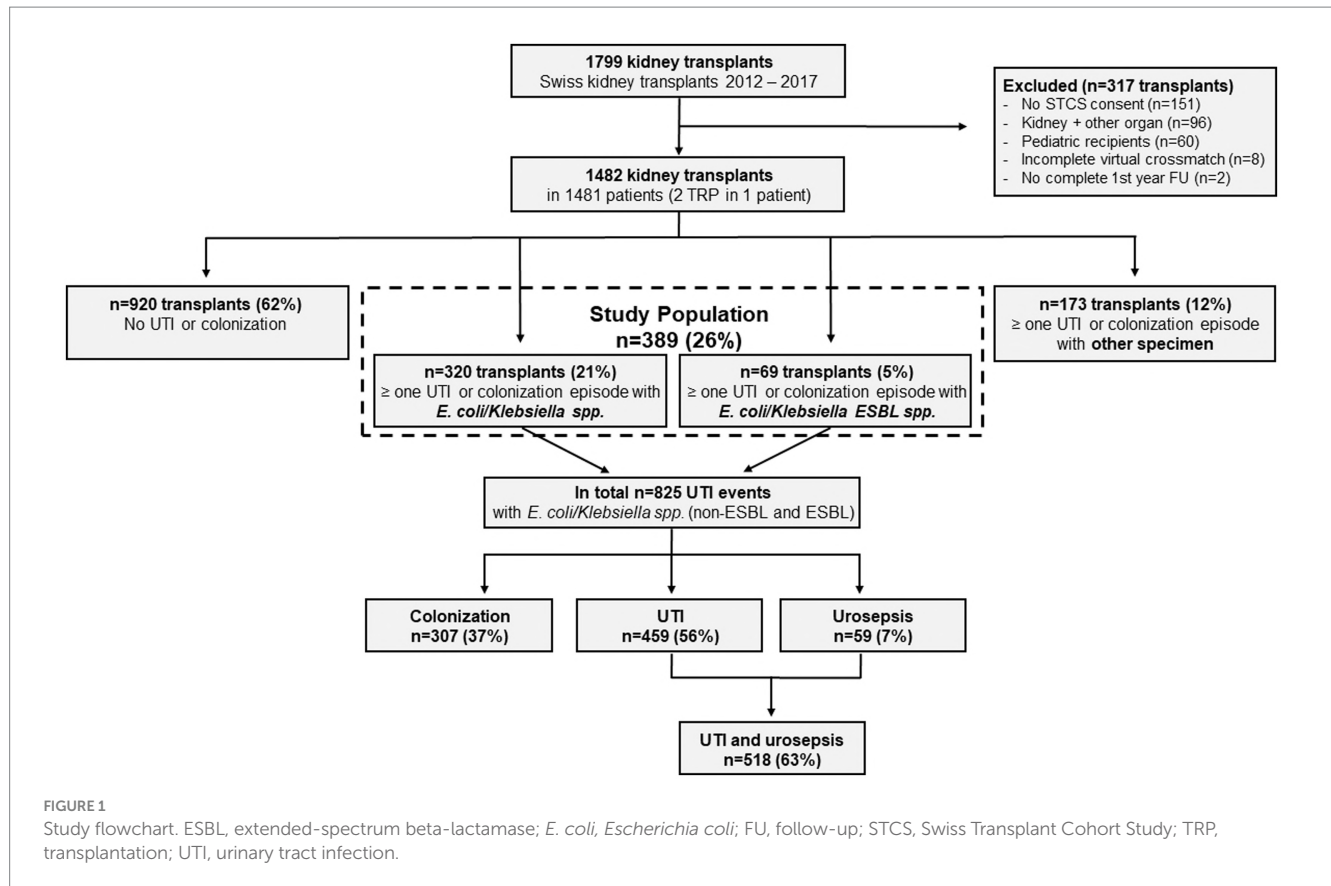 1799 kidney transplants
Swiss kidney transplants 2012 – 2017
Excluded (n=317 transplants)
- No STCS consent (n=151)
- Kidney + other organ (n=96)
- Pediatric recipients (n=60)
- Incomplete virtual crossmatch (n=8)
- No complete 1st year FU (n=2)
1482 kidney transplants
in 1481 patients (2 TRP in 1 patient)
n=920 transplants (62%)
No UTI or colonization
Study Population
n=389 (26%)
n=320 transplants (21%)
≥ one UTI or colonization episode with
E. coli/Klebsiella spp.
n=69 transplants (5%)
≥ one UTI or colonization episode with
E. coli/Klebsiella ESBL spp.
n=173 transplants (12%)
≥ one UTI or colonization episode
with other specimen
In total n=825 UTI events
with E. coli/Klebsiella spp. (non-ESBL and ESBL)
Colonization
n=307 (37%)
UTI
n=459 (56%)
Urosepsis
n=59 (7%)
UTI and urosepsis
n=518 (63%)
FIGURE 1
Study flowchart. ESBL, extended-spectrum beta-lactamase; E. coli, Escherichia coli; FU, follow-up; STCS, Swiss Transplant Cohort Study; TRP,
transplantation; UTI, urinary tract infection.